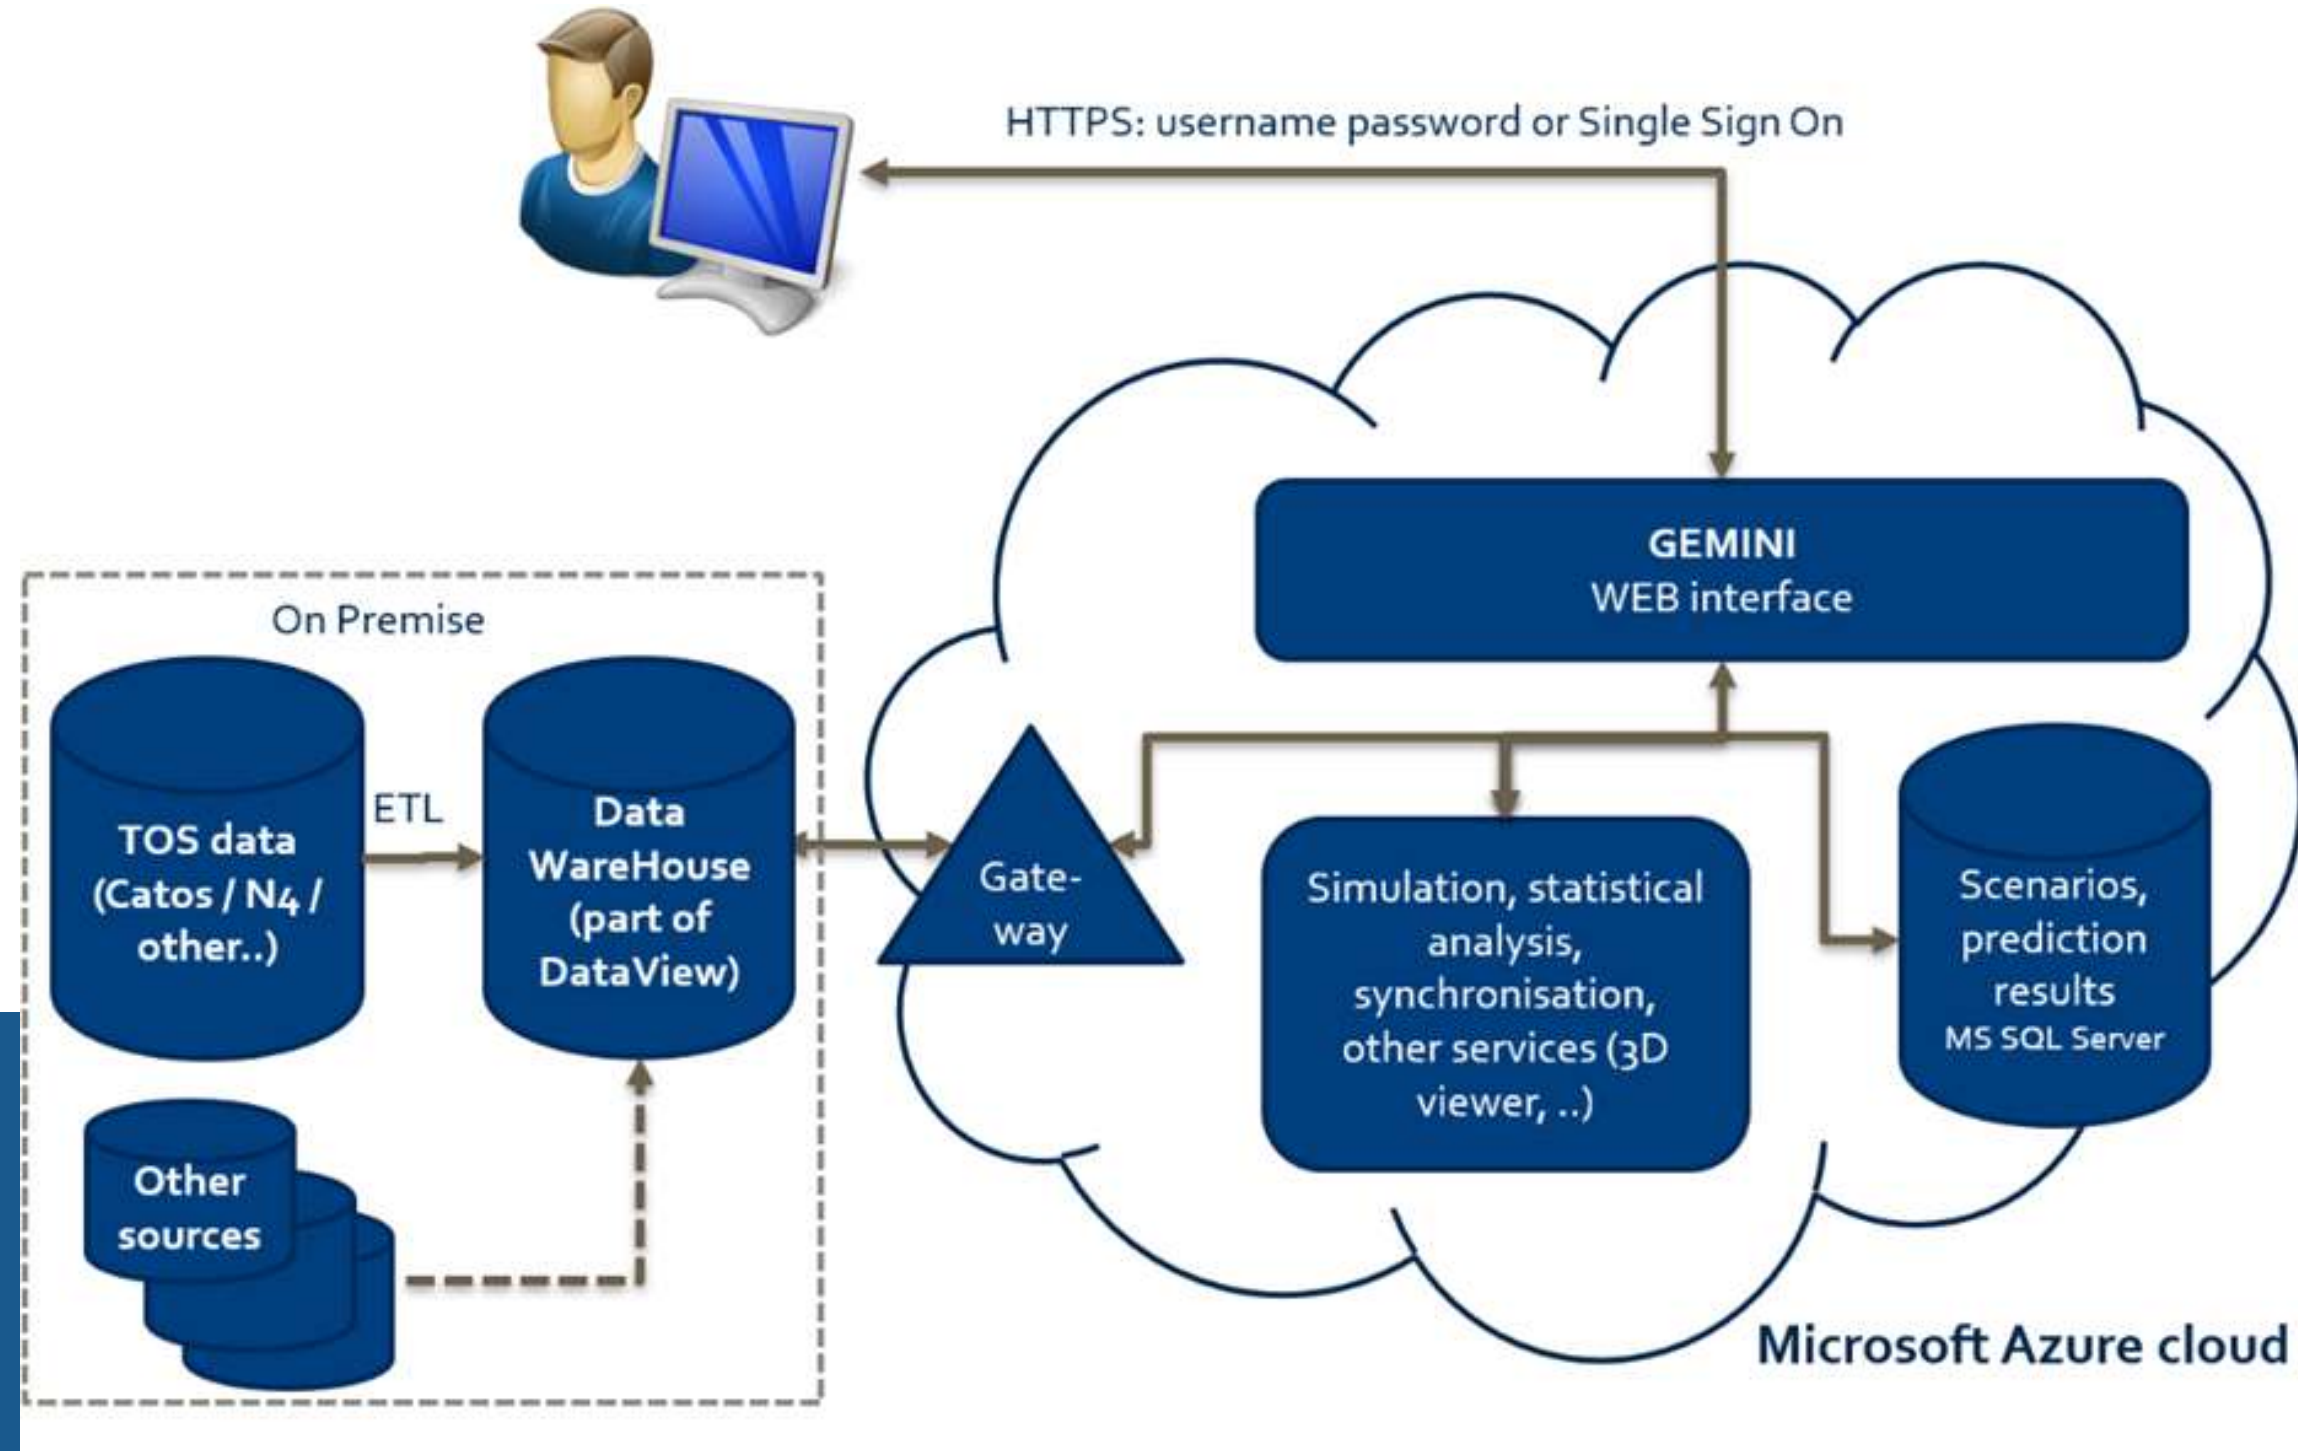 HTTPS: username password or Single Sign On
GEMINI
WEB interface
On Premise
TOS data
(Catos / N4 /
other..)
ETL
Data
WareHouse
(part of
DataView)
Other
sources
Gate-
way
Simulation, statistical
analysis,
synchronisation,
other services (3D
viewer, ..)
Scenarios,
prediction
results
MS SQL Server
Microsoft Azure cloud